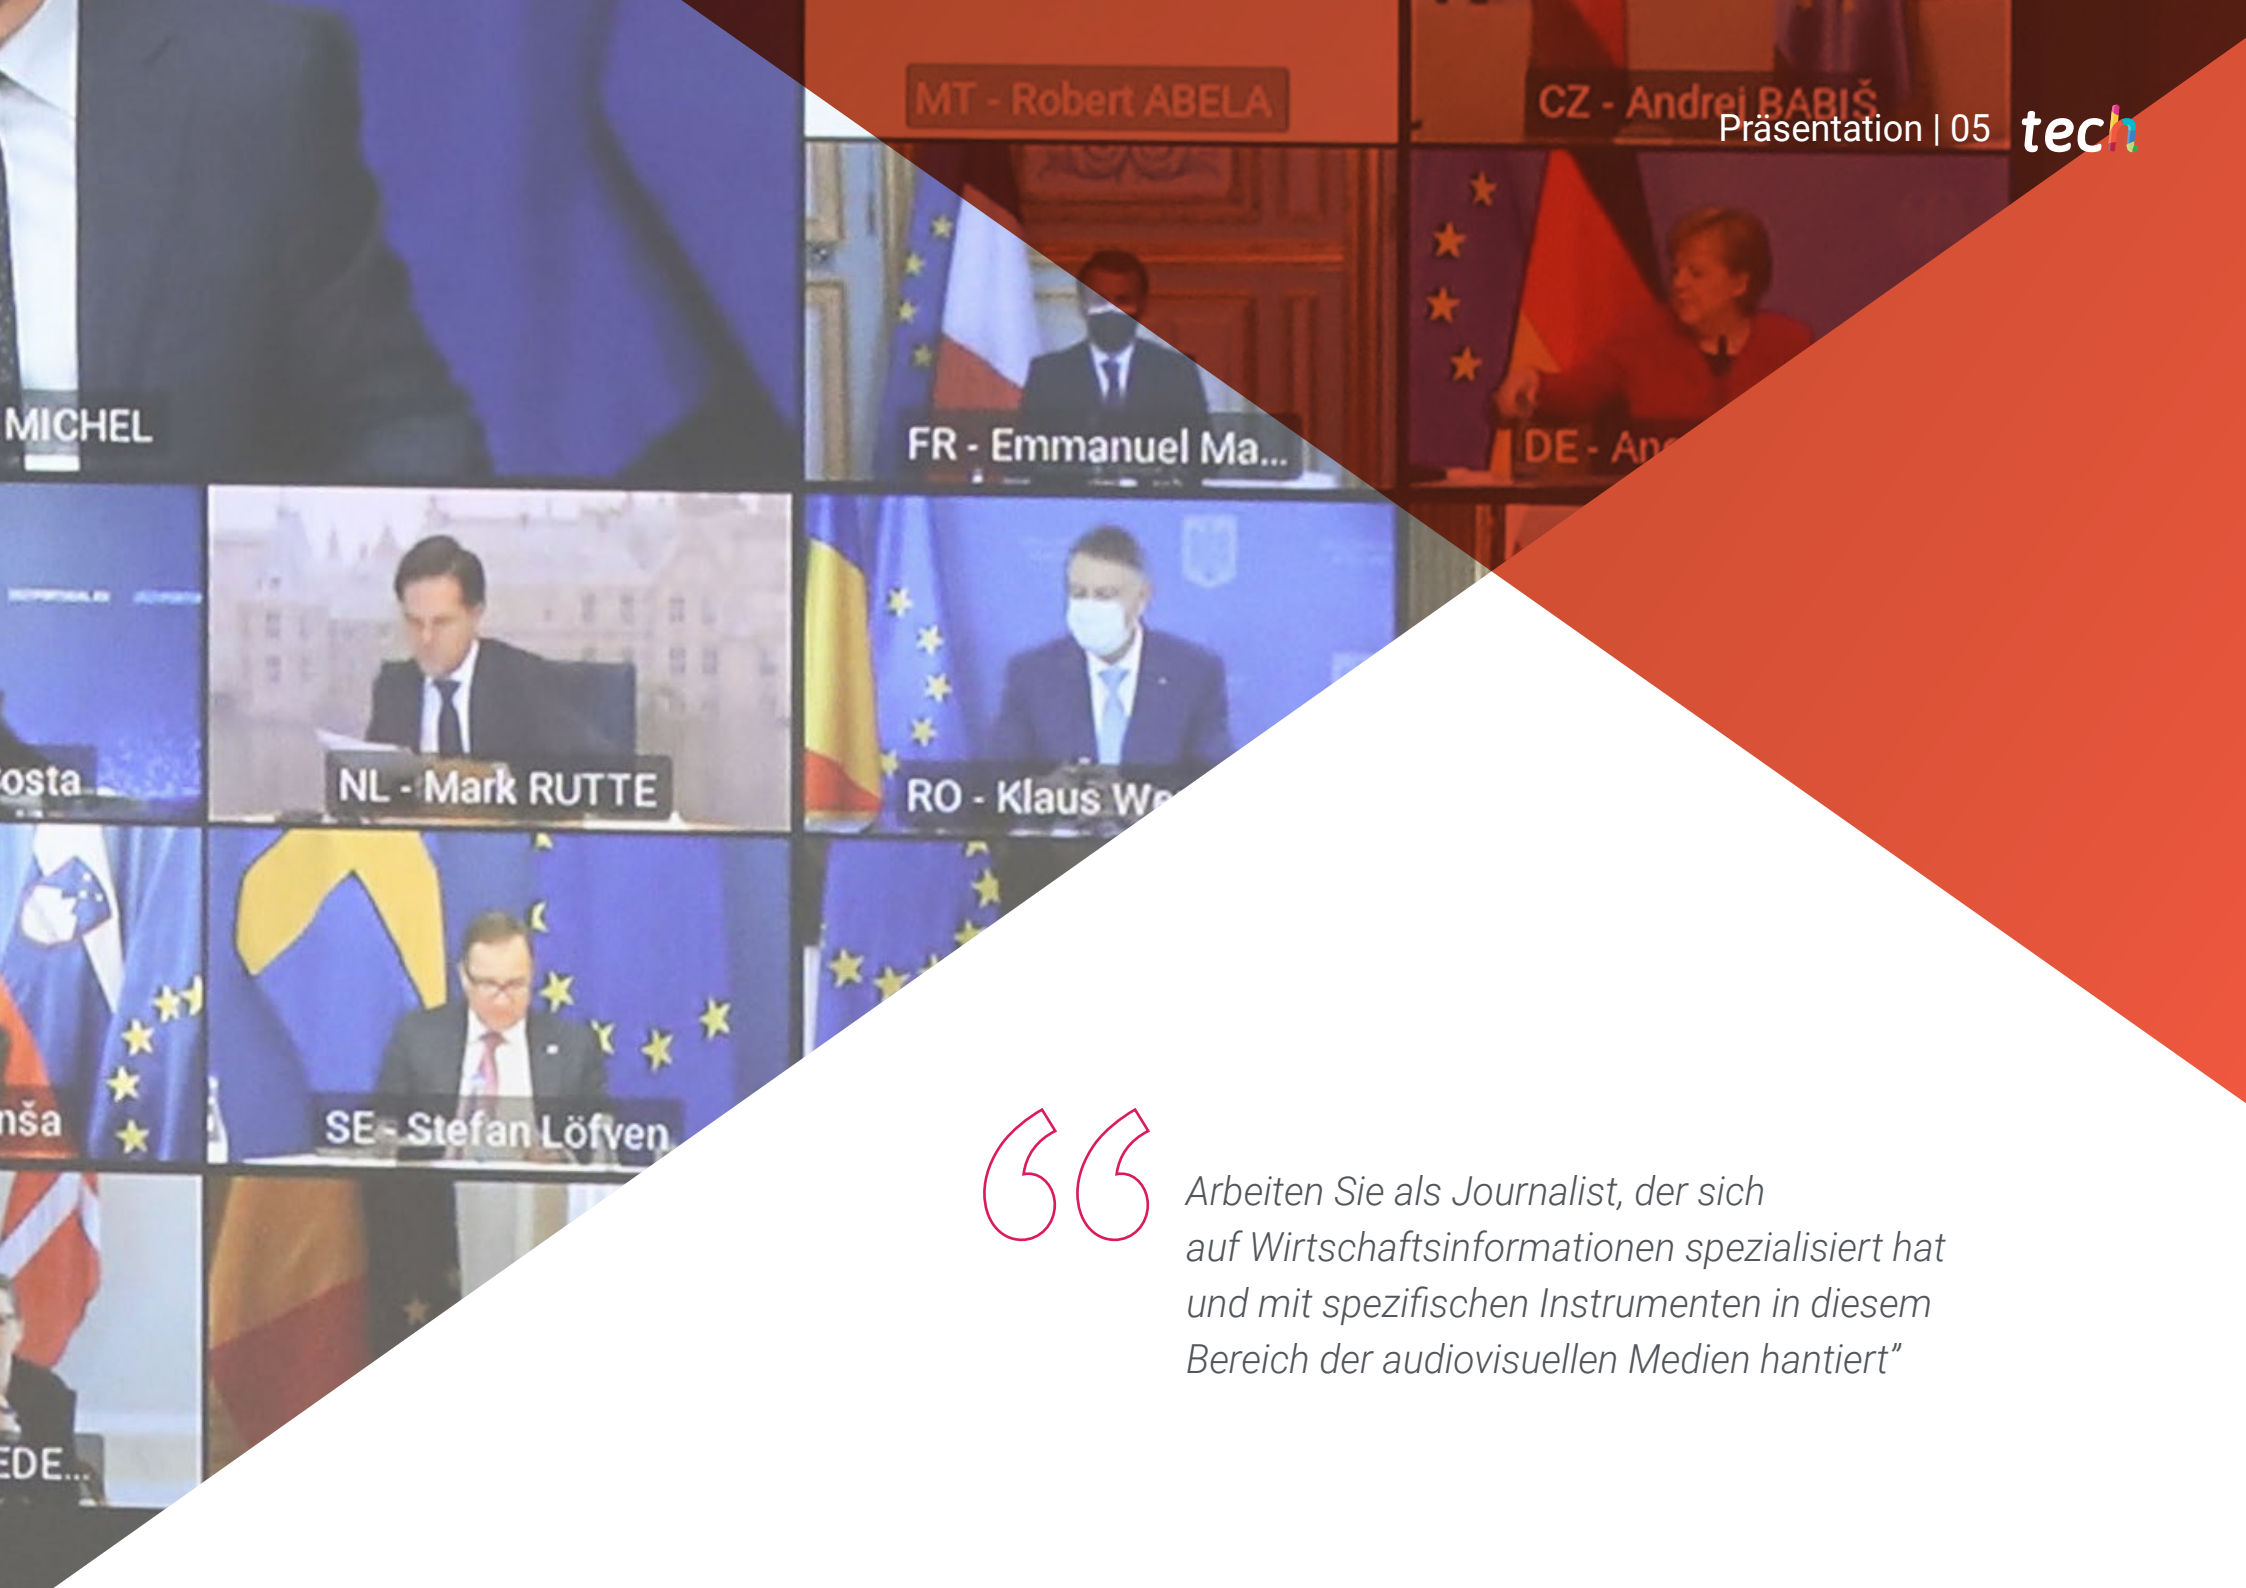 MT - Robert ABELA
CZ - Andrej BABIŠ
Präsentation | 05
tech
MICHEL
FR - Emmanuel Ma...
DE -
osta
NL - Mark RUTTE
RO - Klaus
nša
SE - Stefan Löfven
EDE...
“Arbeiten Sie als Journalist, der sich
auf Wirtschaftsinformationen spezialisiert hat
und mit spezifischen Instrumenten in diesem
Bereich der audiovisuellen Medien hantiert”